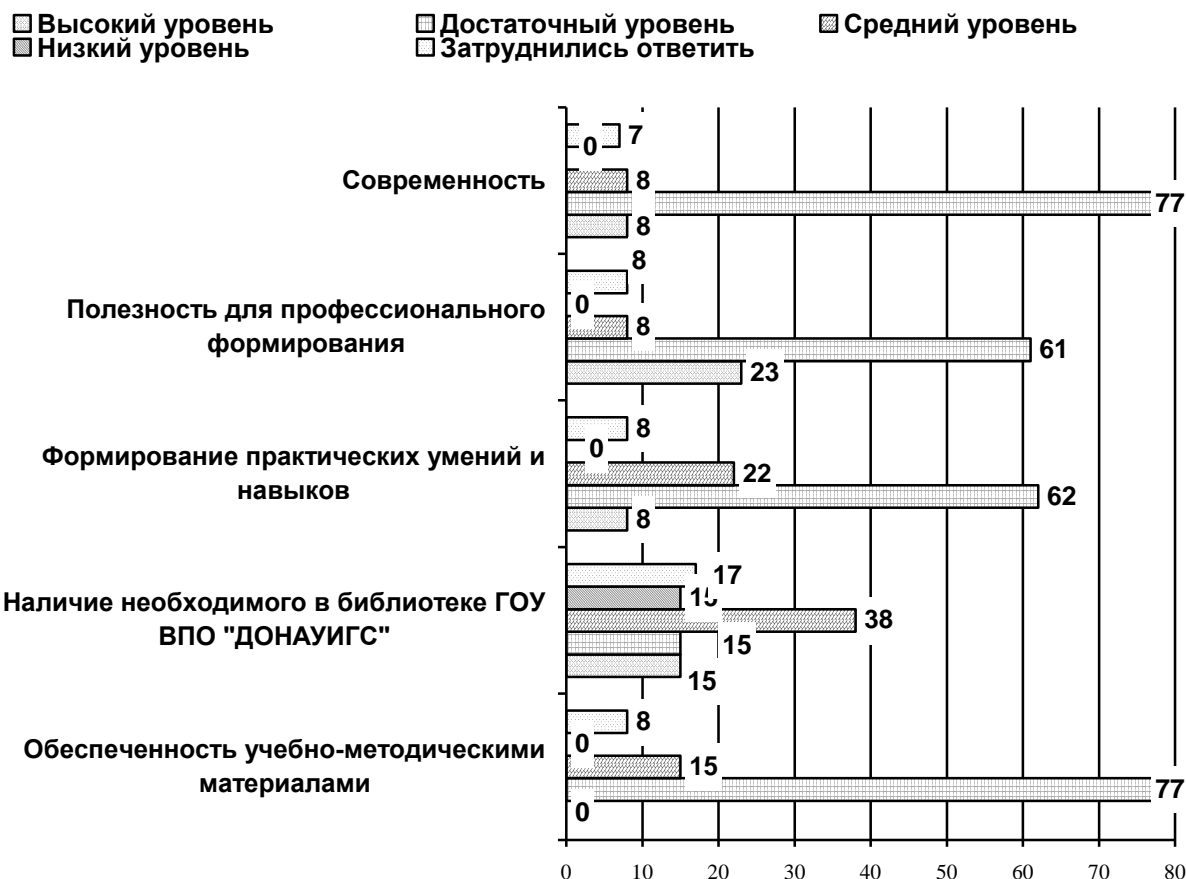 Высокий уровень
Достаточный уровень
Средний уровень
Низкий уровень
Затруднились ответить
Современность
7
0
8
77
8
Полезность для профессионального
формирования
8
0
8
61
23
Формирование практических умений и
навыков
8
0
22
62
8
Наличие необходимого в библиотеке ГОУ
ВПО "ДОНАУИГС"
17
15
38
15
15
Обеспеченность учебно-методическими
материалами
8
0
15
77
0
0 10 20 30 40 50 60 70 80